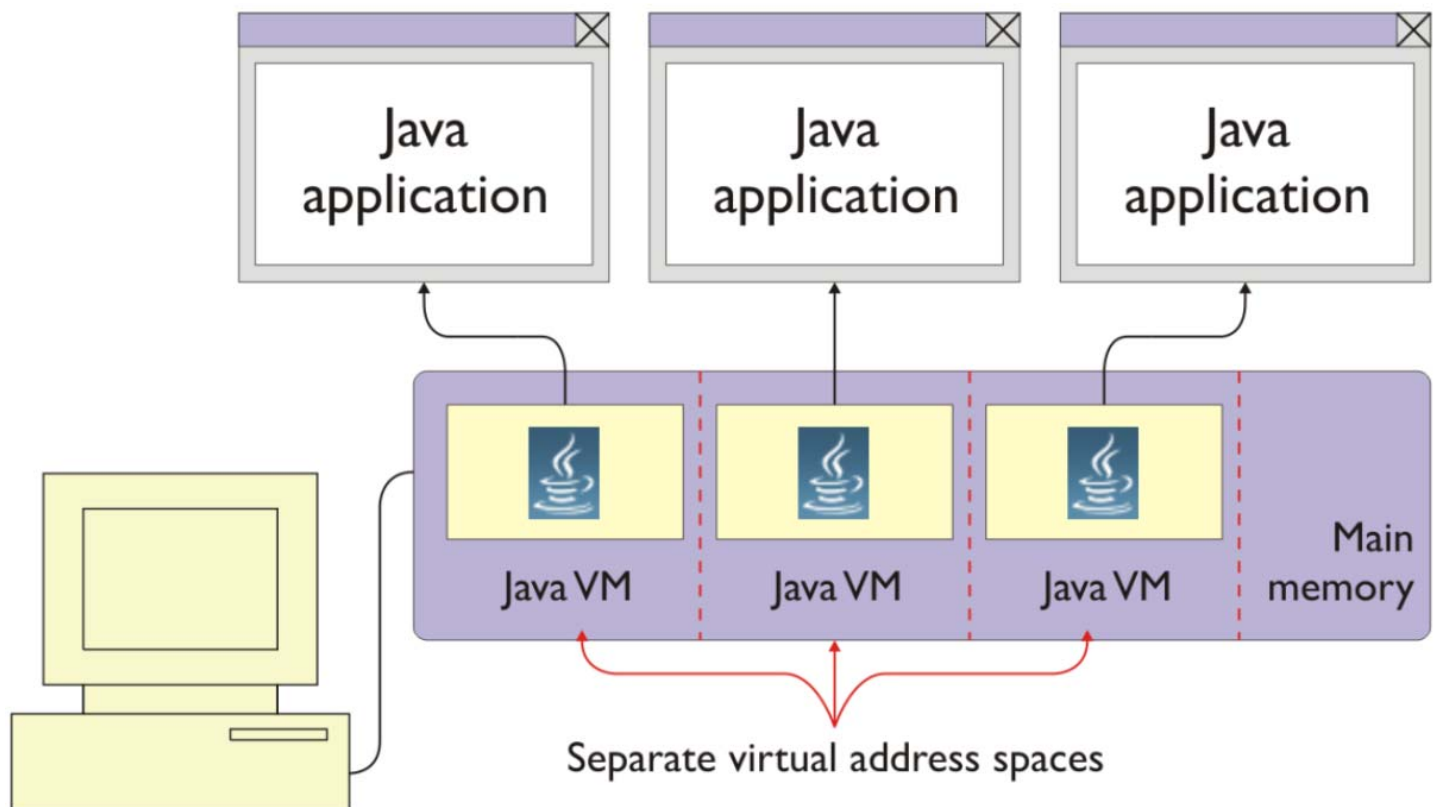 Java
application
Java
application
Java
application
Java VM
Java VM
Java VM
Main
memory
Separate virtual address spaces